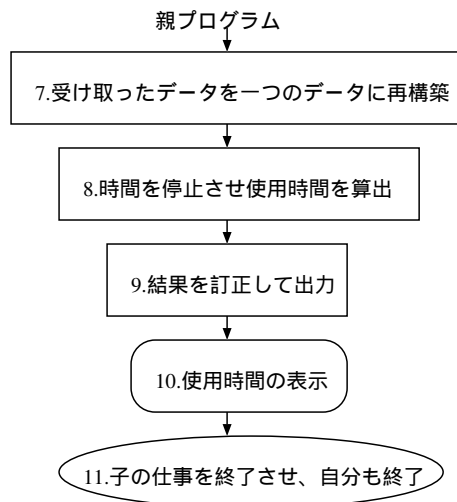 親プログラム
7.受け取ったデータを一つのデータに再構築
8.時間を停止させ使用時間を算出
9.結果を訂正して出力
10.使用時間の表示
11.子の仕事を終了させ、自分も終了